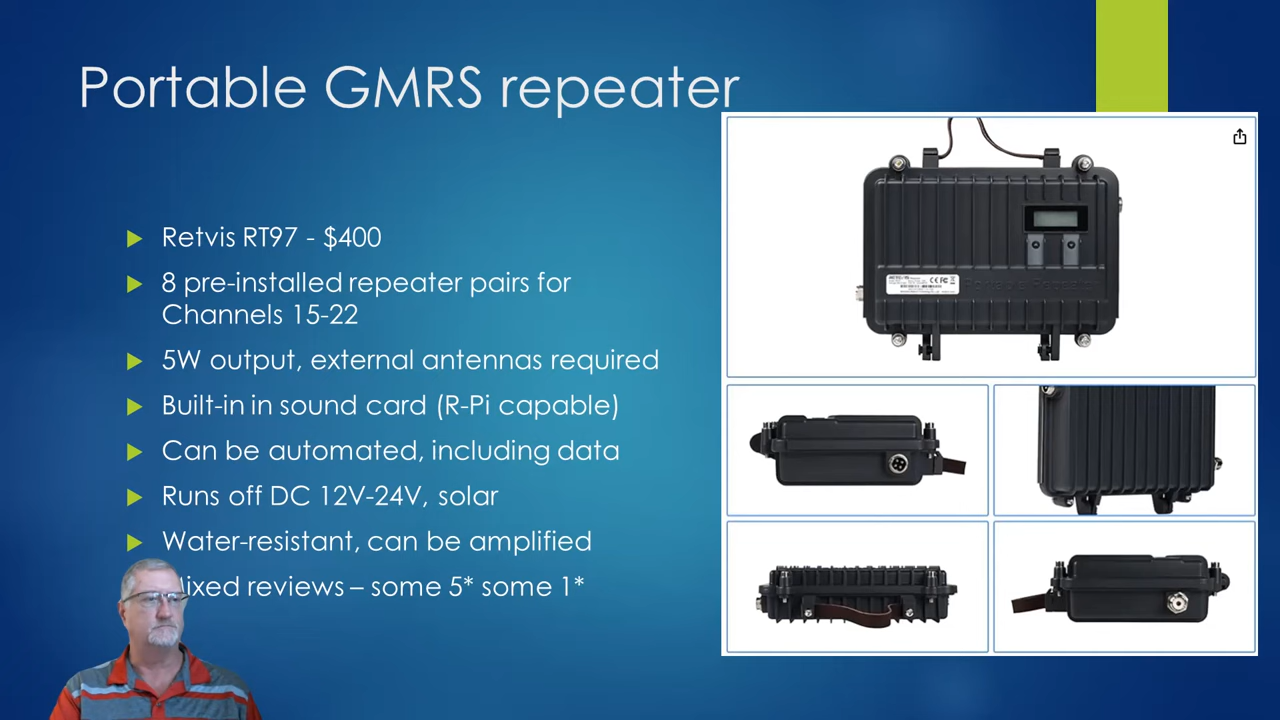 Portable GMRS repeater
Retvis RT97 - $400
8 pre-installed repeater pairs for
Channels 15-22
5W output, external antennas required
Built-in in sound card (R-Pi capable)
Can be automated, including data
Runs off DC 12V-24V, solar
Water-resistant, can be amplified
Mixed reviews – some 5* some 1*
Portable Repeater